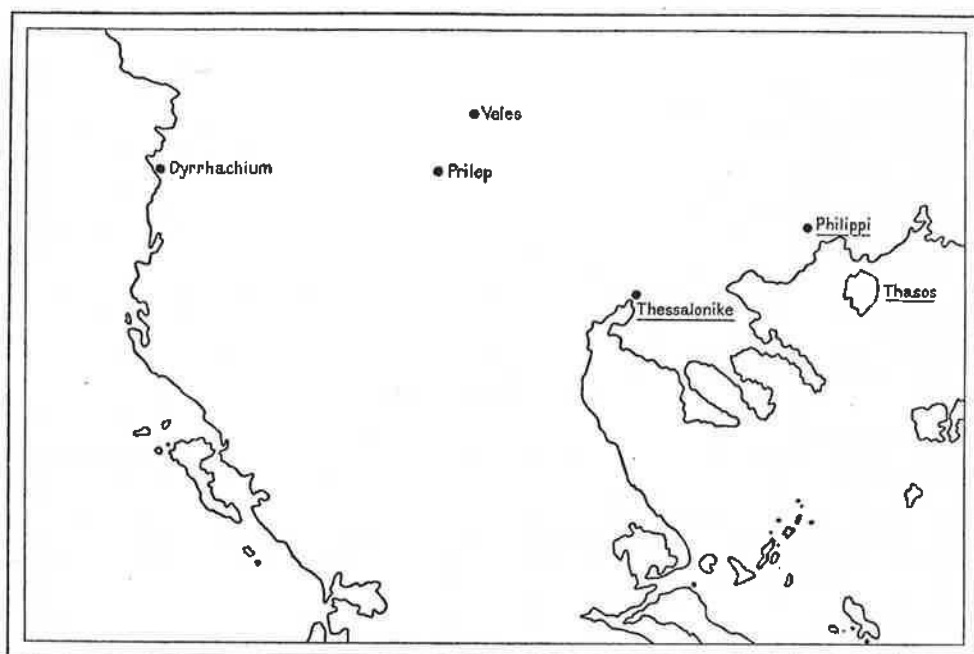 Veles
Dyrrhachium
Prilep
Philippi
Thasos
Thessalonike